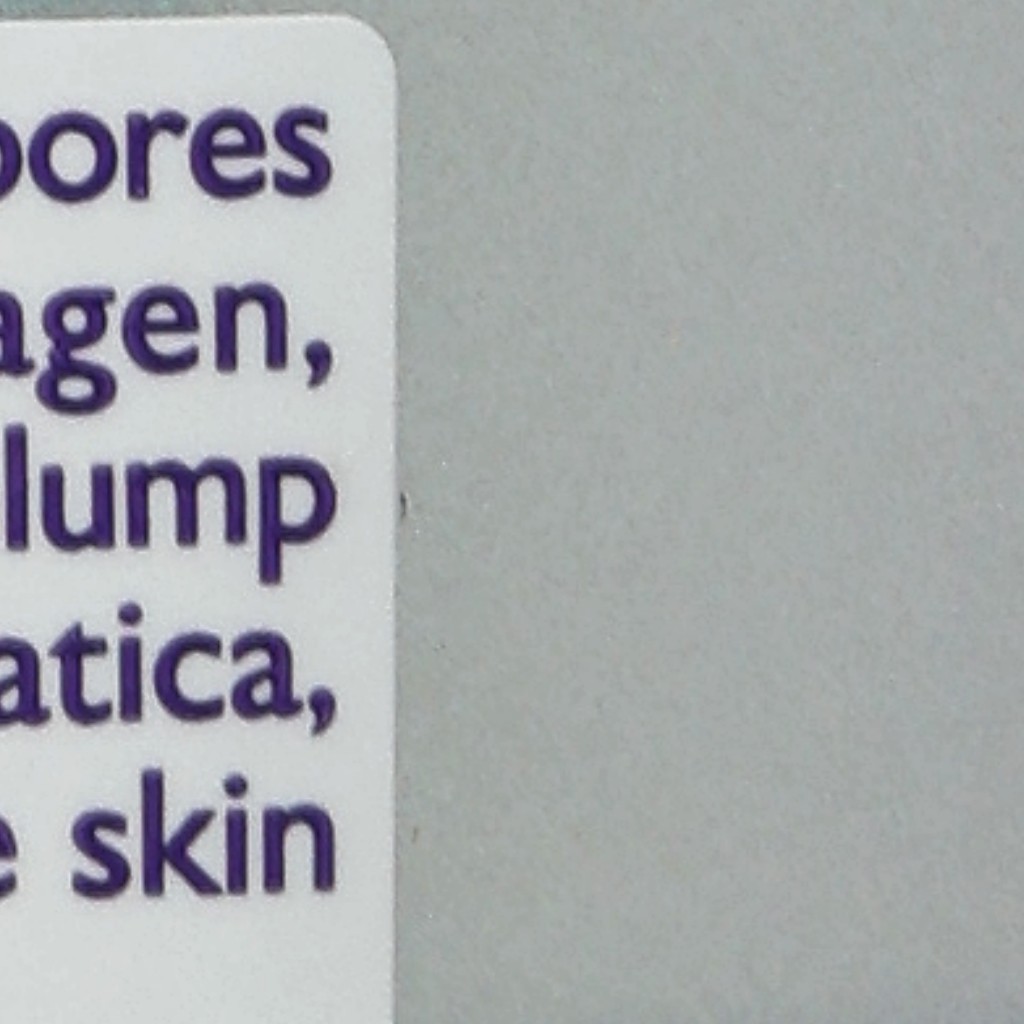 pores
agen,
lump
atica,
e skin